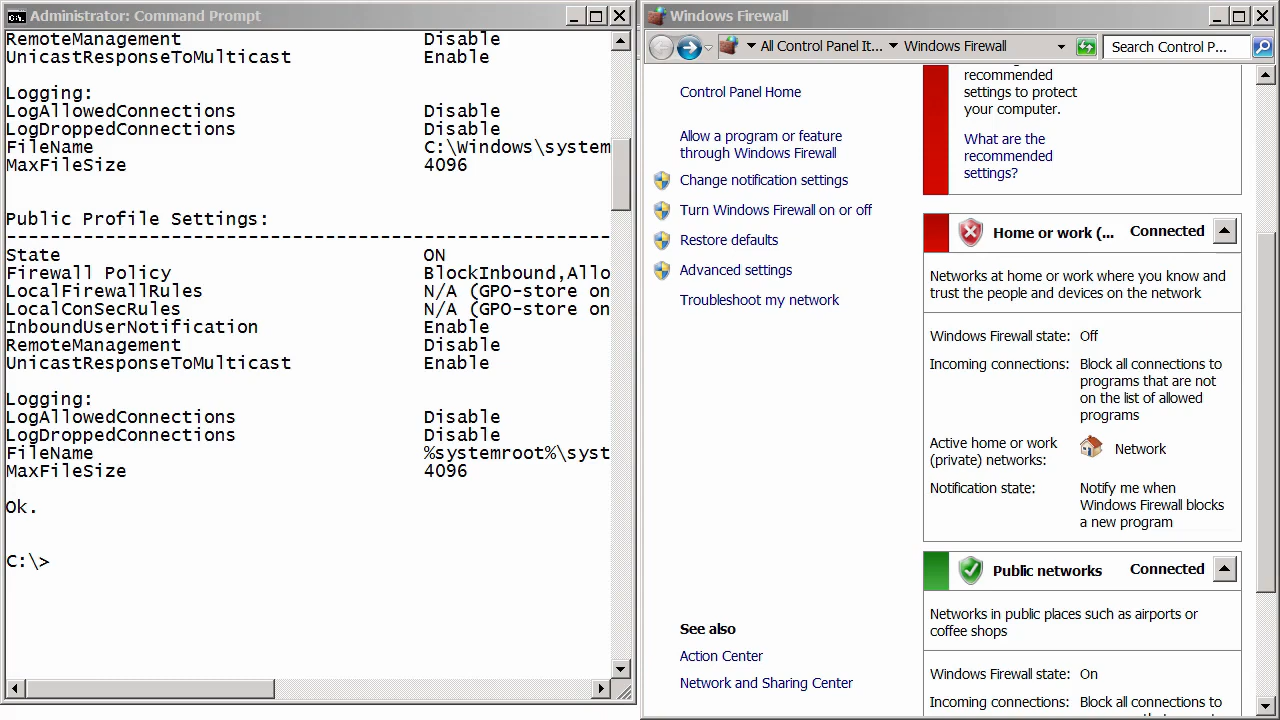 Administrator: Command Prompt
RemoteManagement Disable
UnicastResponseToMulticast Enable
Logging:
LogAllowedConnections Disable
LogDroppedConnections Disable
FileName C:\Windows\system
MaxFileSize 4096
Public Profile Settings:
-------------------------------------------------------
State ON
Firewall Policy BlockInbound,Allo
LocalFirewallRules N/A (GPO-store on
LocalConSecRules N/A (GPO-store on
InboundUserNotification Enable
RemoteManagement Disable
UnicastResponseToMulticast Enable
Logging:
LogAllowedConnections Disable
LogDroppedConnections Disable
FileName %systemroot%\syst
MaxFileSize 4096
Ok.
C:\>
Windows Firewall
All Control Panel It... Windows Firewall Search Control P...
Control Panel Home
Allow a program or feature
through Windows Firewall
Change notification settings
Turn Windows Firewall on or off
Restore defaults
Advanced settings
Troubleshoot my network
See also
Action Center
Network and Sharing Center
recommended
settings to protect
your computer.
What are the
recommended
settings?
Home or work (... Connected
Networks at home or work where you know and
trust the people and devices on the network
Windows Firewall state: Off
Incoming connections: Block all connections to
programs that are not
on the list of allowed
programs
Active home or work
(private) networks: Network
Notification state: Notify me when
Windows Firewall blocks
a new program
Public networks Connected
Networks in public places such as airports or
coffee shops
Windows Firewall state: On
Incoming connections: Block all connections to